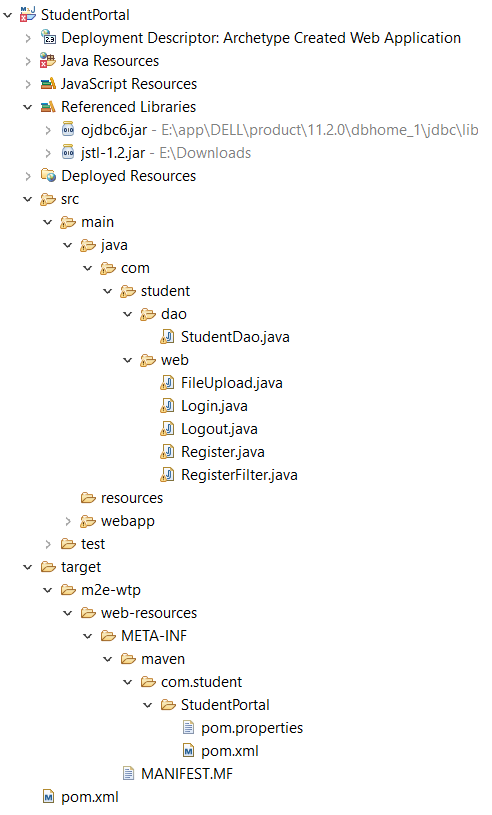 StudentPortal
Deployment Descriptor: Archetype Created Web Application
Java Resources
JavaScript Resources
Referenced Libraries
ojdbc6.jar - E:\app\DELL\product\11.2.0\dbhome_1\jdbc\lib
jstl-1.2.jar - E:\Downloads
Deployed Resources
src
main
java
com
student
dao
StudentDao.java
web
FileUpload.java
Login.java
Logout.java
Register.java
RegisterFilter.java
resources
webapp
test
target
m2e-wtp
web-resources
META-INF
maven
com.student
StudentPortal
pom.properties
pom.xml
MANIFEST.MF
pom.xml